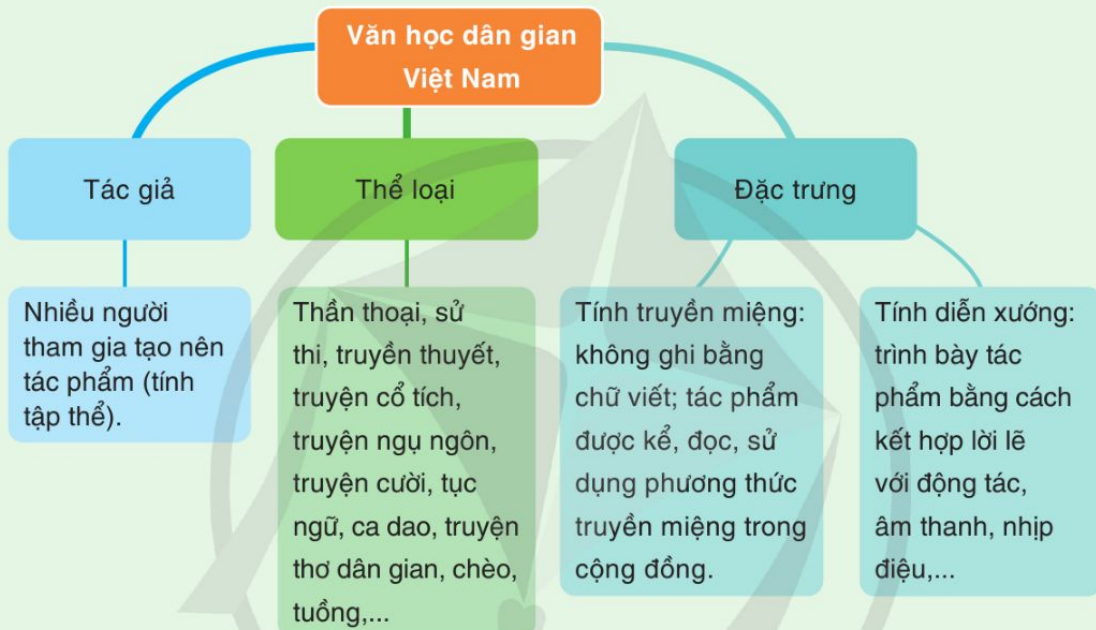 Văn học dân gian
Việt Nam
Tác giả
Thể loại
Đặc trưng
Nhiều người
tham gia tạo nên
tác phẩm (tính
tập thể).
Thần thoại, sử
thi, truyền thuyết,
truyện cổ tích,
truyện ngụ ngôn,
truyện cười, tục
ngữ, ca dao, truyện
thơ dân gian, chèo,
tuồng,...
Tính truyền miệng:
không ghi bằng
chữ viết; tác phẩm
được kể, đọc, sử
dụng phương thức
truyền miệng trong
cộng đồng.
Tính diễn xướng:
trình bày tác
phẩm bằng cách
kết hợp lời lẽ
với động tác,
âm thanh, nhịp
điệu,...